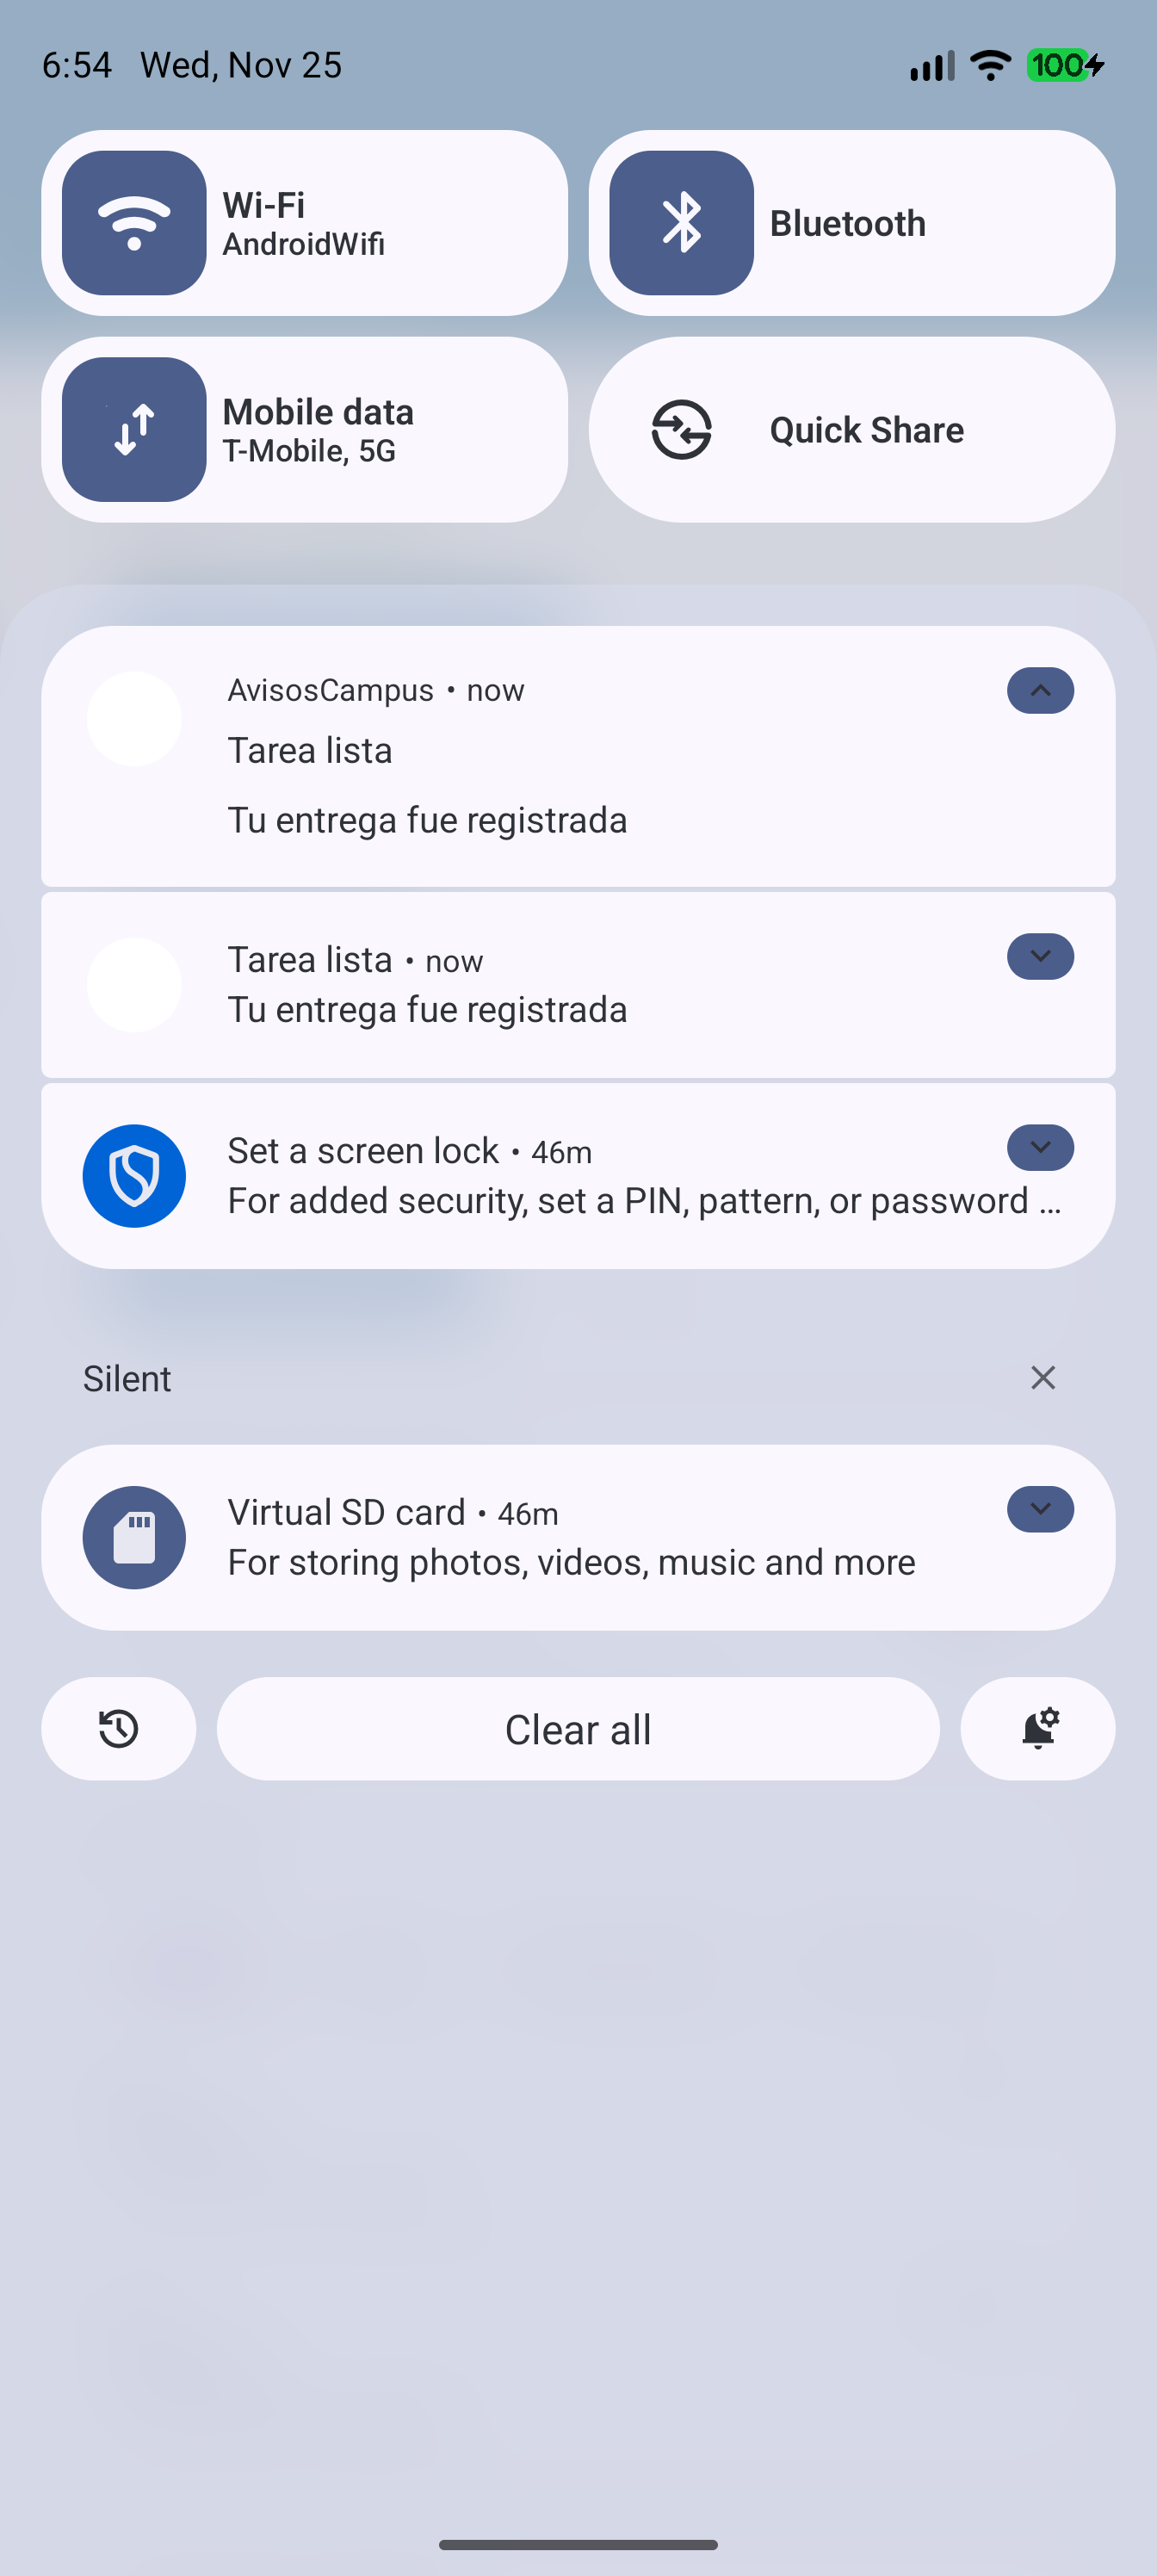 6:54 Wed, Nov 25 100
Wi-Fi
AndroidWifi
Bluetooth
Mobile data
T-Mobile, 5G
Quick Share
AvisosCampus • now
Tarea lista
Tu entrega fue registrada
Tarea lista • now
Tu entrega fue registrada
Set a screen lock • 46m
For added security, set a PIN, pattern, or password …
Silent
Virtual SD card • 46m
For storing photos, videos, music and more
Clear all